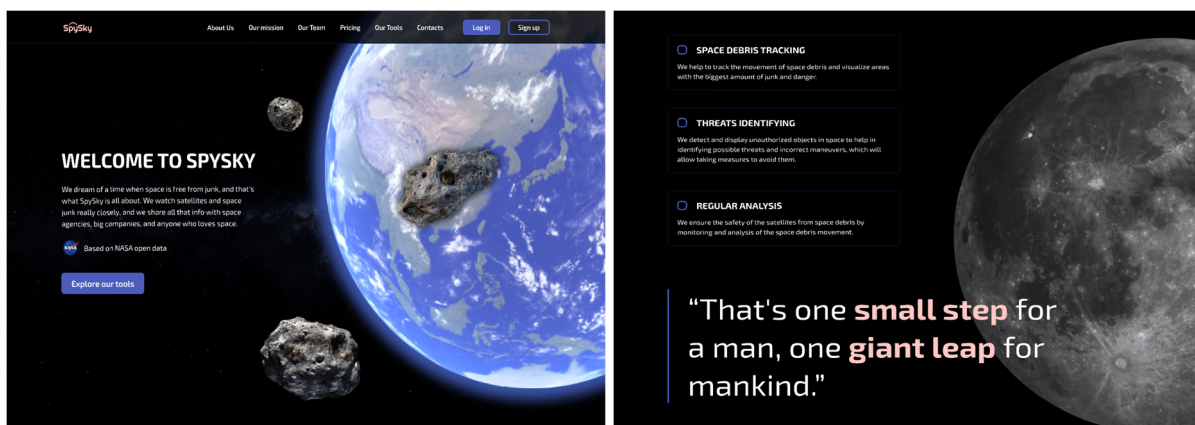 SpySky
About Us Our mission Our Team Pricing Our Tools Contacts Log in Sign up
WELCOME TO SPYSKY
We dream of a time when space is free from junk, and that's
what SpySky is all about. We watch satellites and space
junk really closely, and we share all that info with space
agencies, big companies, and anyone who loves space.
NASA
Based on NASA open data
Explore our tools
SPACE DEBRIS TRACKING
We help to track the movement of space debris and visualize areas
with the biggest amount of junk and danger.
THREATS IDENTIFYING
We detect and display unauthorized objects in space to help in
identifying possible threats and incorrect maneuvers, which will
allow taking measures to avoid them.
REGULAR ANALYSIS
We ensure the safety of the satellites from space debris by
monitoring and analysis of the space debris movement.
“That's one small step for
a man, one giant leap for
mankind.”